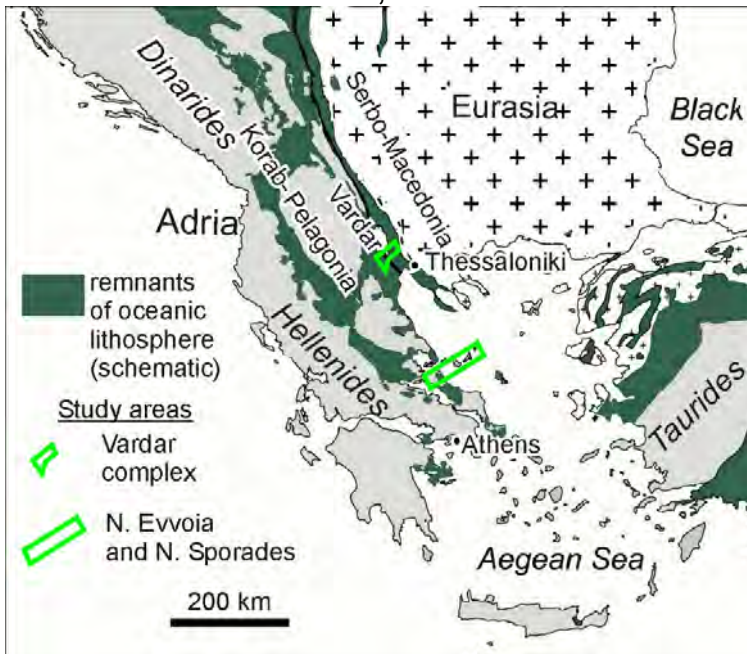 Dinarides
Korab-Pelagonia
Vardar
Serbo-Macedonia
Eurasia
Black
Sea
Adria
Thessaloniki
Hellenides
remnants
of oceanic
lithosphere
(schematic)
Study areas
Vardar
complex
N. Evvoia
and N. Sporades
200 km
Athens
Taurides
Aegean Sea